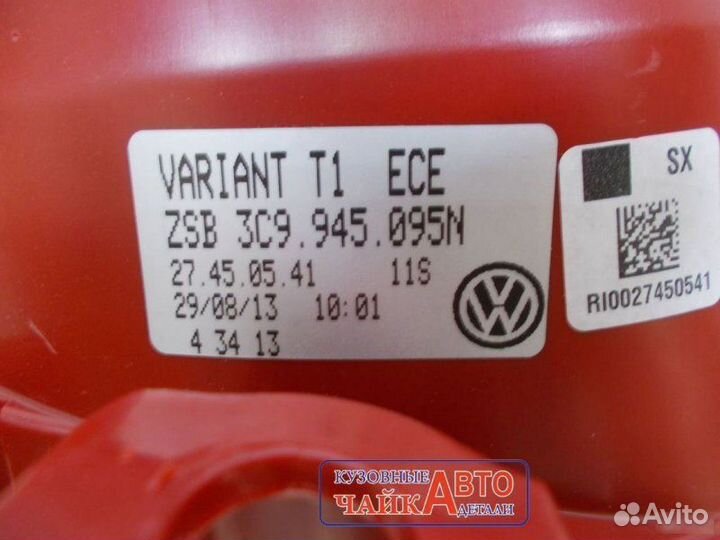 VARIANT T1 ECE
ZSB 3C9.945.095N
27.45.05.41 11S
29/08/13 10:01
4 34 13
SX
RI0027450541
КУЗОВНЫЕ
ЧАЙКА АВТО
ДЕТАЛИ
Avito